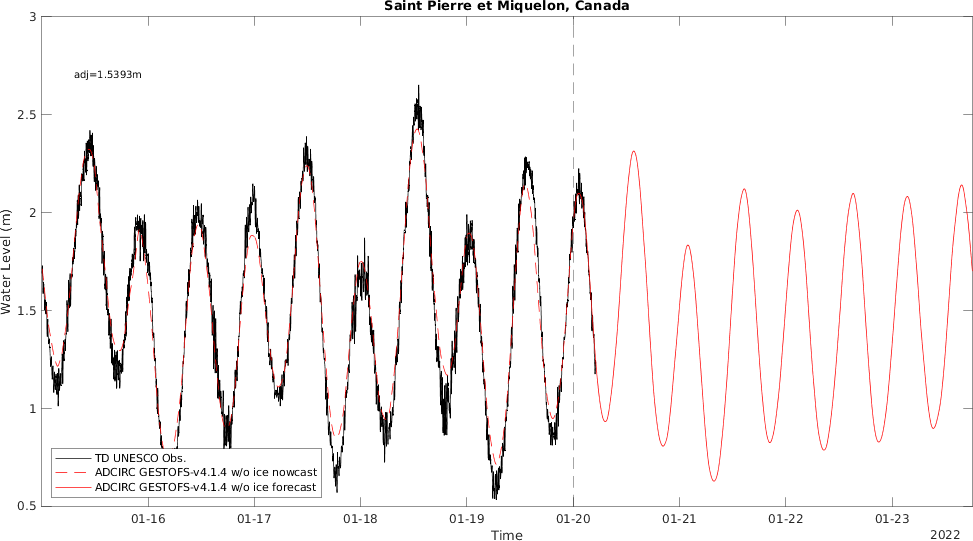 Saint Pierre et Miquelon, Canada
3
adj=1.5393m
2.5
2
Water Level (m)
1.5
1
TD UNESCO Obs.
ADCIRC GESTOFS-v4.1.4 w/o ice nowcast
ADCIRC GESTOFS-v4.1.4 w/o ice forecast
0.5
01-16 01-17 01-18 01-19 01-20 01-21 01-22 01-23
Time
2022